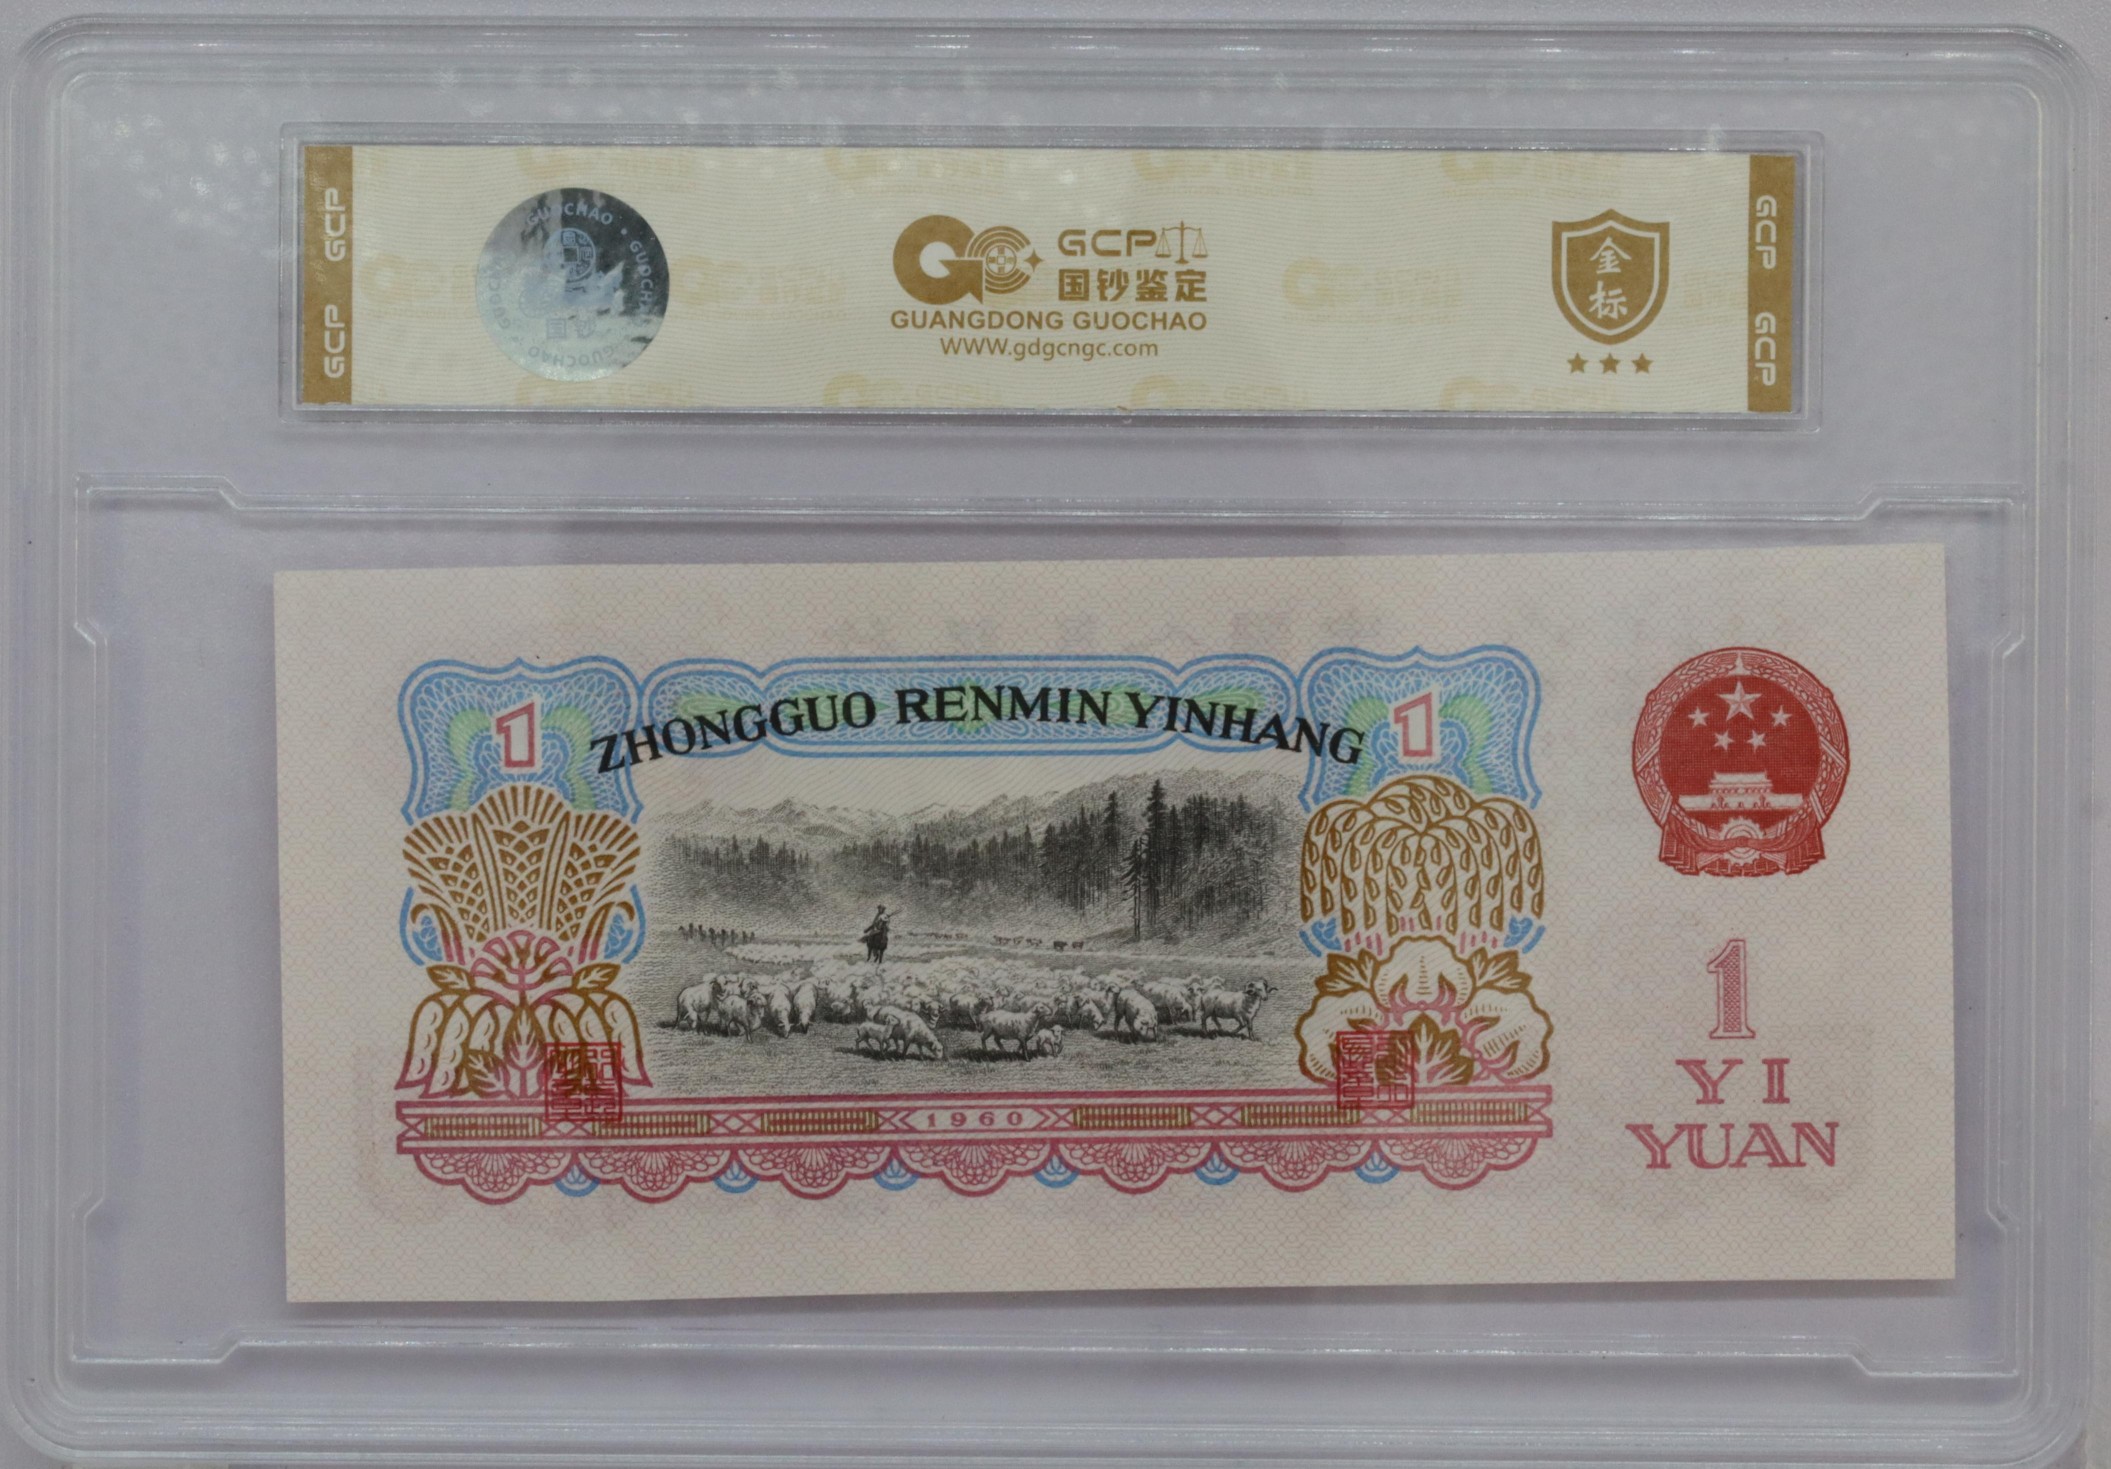 GCP GCP
GUOCHAO · GUOCHAO
国钞
GCP
国钞鉴定
GUANGDONG GUOCHAO
www.gdgcngc.com
金标
GCP GCP
ZHONGGUO RENMIN YINHANG
1
1
1960
1
YI
YUAN